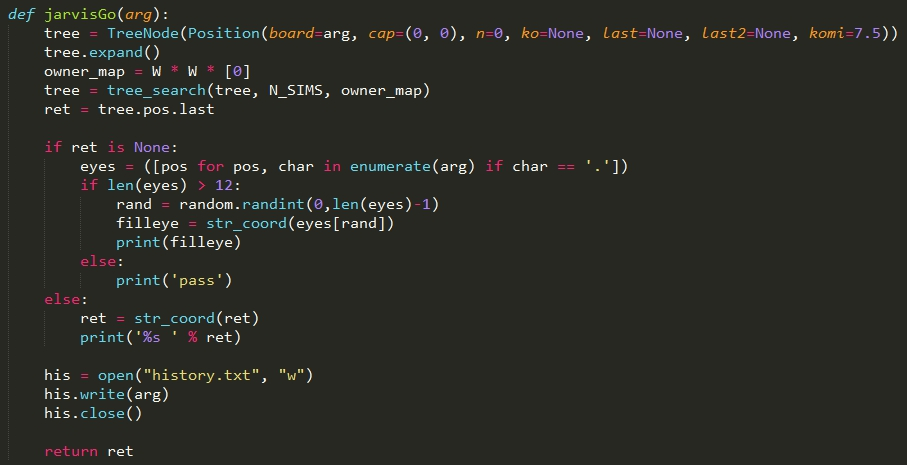 def jarvisGo(arg):
    tree = TreeNode(Position(board=arg, cap=(0, 0), n=0, ko=None, last=None, last2=None, komi=7.5))
    tree.expand()
    owner_map = W * W * [0]
    tree = tree_search(tree, N_SIMS, owner_map)
    ret = tree.pos.last

    if ret is None:
        eyes = ([pos for pos, char in enumerate(arg) if char == '.'])
        if len(eyes) > 12:
            rand = random.randint(0,len(eyes)-1)
            filleye = str_coord(eyes[rand])
            print(filleye)
        else:
            print('pass')
    else:
        ret = str_coord(ret)
        print('%s ' % ret)

    his = open("history.txt", "w")
    his.write(arg)
    his.close()

    return ret